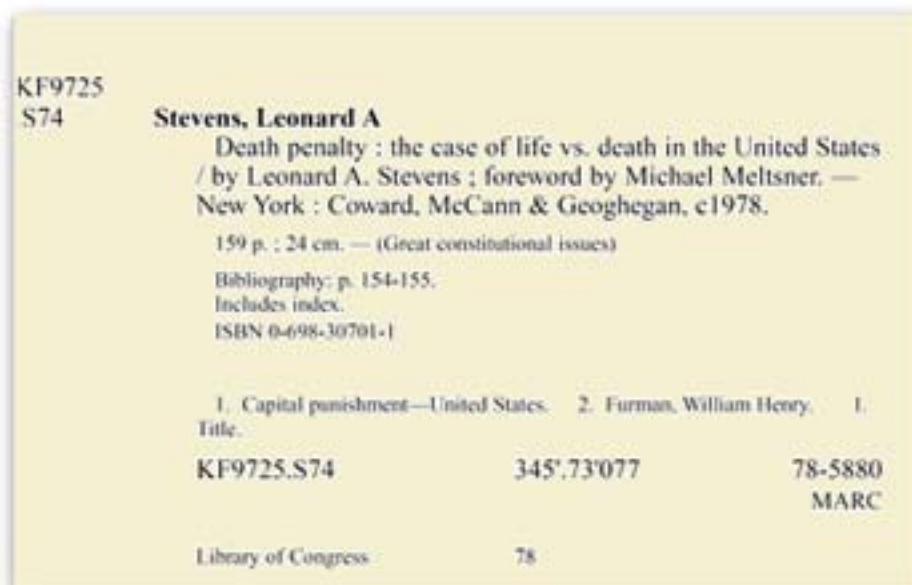 KF9725
S74 Stevens, Leonard A
Death penalty : the case of life vs. death in the United States
/ by Leonard A. Stevens ; foreword by Michael Meltsner. —
New York : Coward, McCann & Geoghegan, c1978.
159 p. ; 24 cm. — (Great constitutional issues)
Bibliography: p. 154-155.
Includes index.
ISBN 0-698-30701-1
1. Capital punishment—United States. 2. Furman, William Henry. I.
Title.
KF9725.S74 345'.73'077 78-5880
MARC
Library of Congress 78